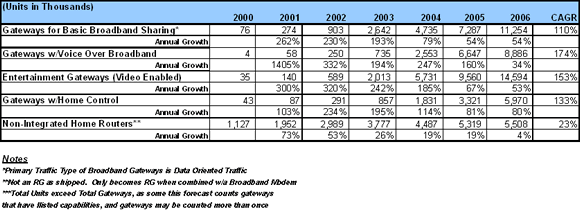 (Units in Thousands)
2000 2001 2002 2003 2004 2005 2006 CAGR
Gateways for Basic Broadband Sharing* 76 274 903 2,642 4,735 7,287 11,254 110%
Annual Growth 262% 230% 193% 79% 54% 54%
Gateways w/Voice Over Broadband 4 58 250 735 2,553 6,647 8,886 174%
Annual Growth 1405% 332% 194% 247% 160% 34%
Entertainment Gateways (Video Enabled) 35 140 589 2,013 5,731 9,560 14,594 153%
Annual Growth 300% 320% 242% 185% 67% 53%
Gateways w/Home Control 43 87 291 857 1,831 3,321 5,970 133%
Annual Growth 103% 234% 195% 114% 81% 80%
Non-Integrated Home Routers** 1,127 1,952 2,989 3,777 4,487 5,319 5,508 23%
Annual Growth 73% 53% 26% 19% 19% 4%
Notes
*Primary Traffic Type of Broadband Gateways is Data Oriented Traffic
**Not an RG as shipped. Only becomes RG when combined w/a Broadband Modem
***Total Units exceed Total Gateways, as some this forecast counts gateways
that have llisted capabilities, and gateways may be counted more than once